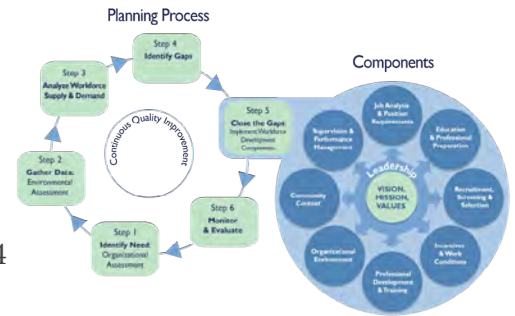 Planning Process
Step 4
Identify Gaps
Step 3
Analyze Workforce
Supply & Demand
Components
Step 5
Close the Gaps:
Implement Workforce
Development
Components
Continuous Quality Improvement
Step 2
Gather Data:
Environmental
Assessment
Step 6
Monitor
& Evaluate
Step 1
Identify Need:
Organizational
Assessment
4
Job Analysis
& Position
Requirements
Education
& Professional
Preparation
Recruitment,
Screening &
Selection
Incentives
& Work
Conditions
Professional
Development
& Training
Organizational
Environment
Community
Context
Supervision &
Performance
Management
Leadership
VISION,
MISSION,
VALUES